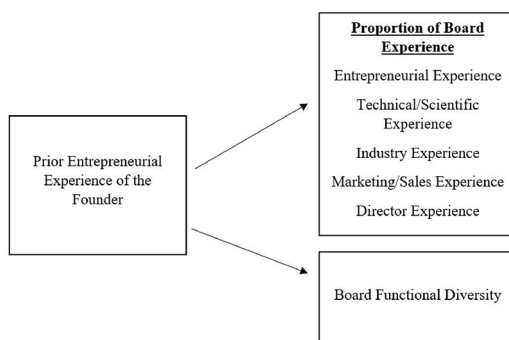 Prior Entrepreneurial
Experience of the
Founder
Proportion of Board
Experience
Entrepreneurial Experience
Technical/Scientific
Experience
Industry Experience
Marketing/Sales Experience
Director Experience
Board Functional Diversity